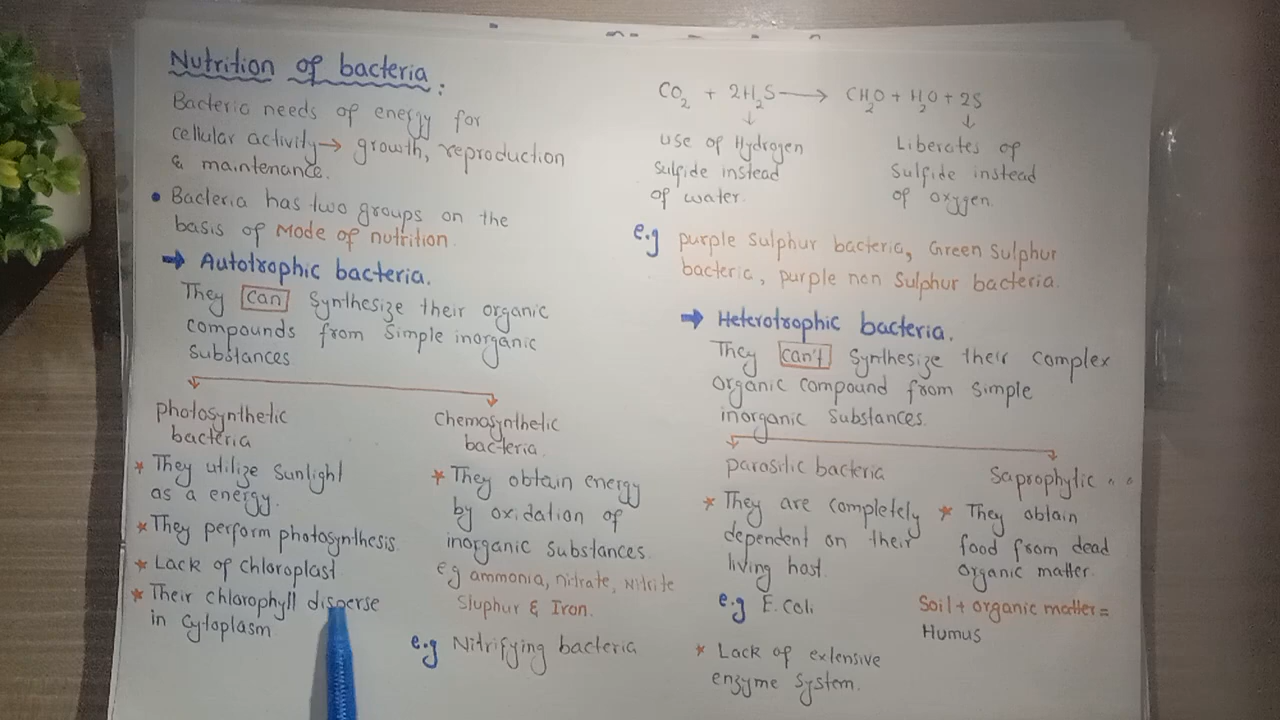 Nutrition of bacteria:
Bacteria needs of energy for
cellular activity→ growth, reproduction
& maintenance.
• Bacteria has two groups on the
basis of Mode of nutrition.
→ Autotrophic bacteria.
They can Synthesize their organic
compounds from Simple inorganic
substances
photosynthetic
bacteria
* They utilize Sunlight
as a energy.
* They perform photosynthesis.
* Lack of chloroplast
* Their chlorophyll disperse
in Cytoplasm
Chemosynthetic
bacteria.
* They obtain energy
by oxidation of
inorganic substances.
eg ammonia, nitrate, Nitrite
Sluphur & Iron.
e.g Nitrifying bacteria
CO₂ + 2H₂S → CH₂O + H₂O + 2S
use of Hydrogen
Sulfide instead
of water.
Liberates of
Sulfide instead
of oxygen.
e.g purple Sulphur bacteria, Green Sulphur
bacteria, purple non Sulphur bacteria.
→ Heterotrophic bacteria.
They can't Synthesize their complex
organic compound from simple
inorganic Substances.
parasitic bacteria
* They are completely
dependent on their
living host.
e.g E.Coli
* Lack of extensive
enzyme system.
Saprophytic " "
* They obtain
food from dead
organic matter.
Soil + organic matter =
Humus